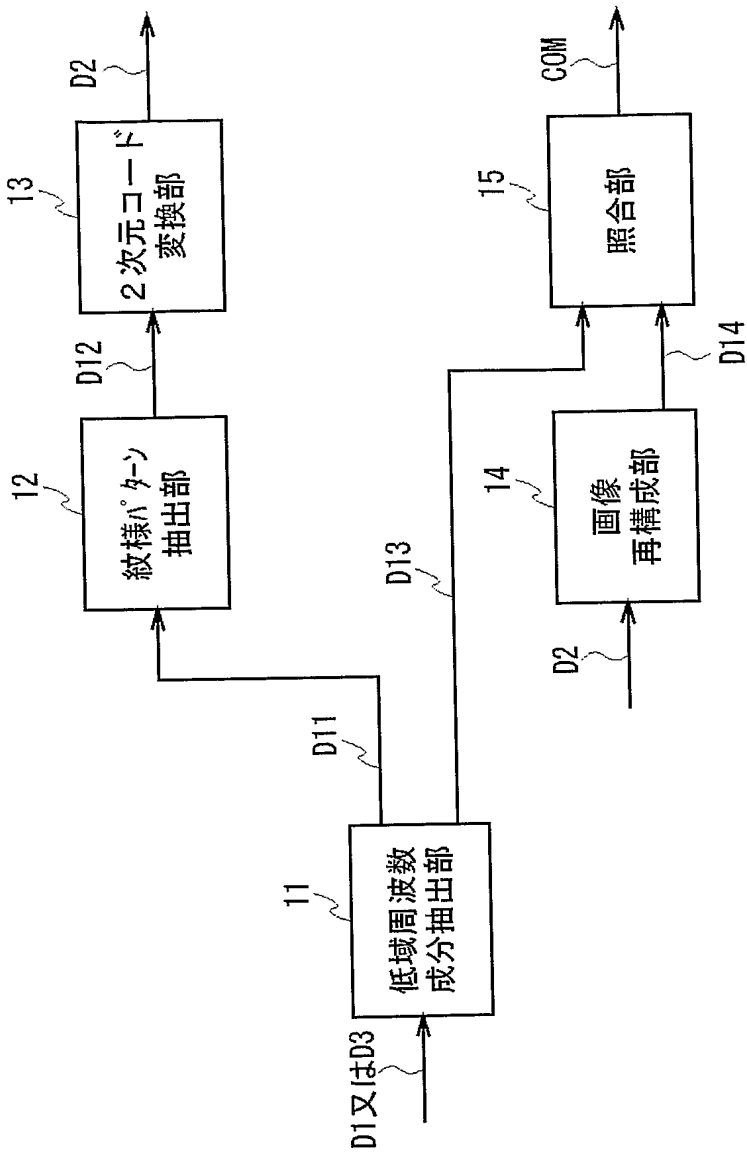 D1又はD3
11
低域周波数
成分抽出部
D11
D13
12
紋様パターン
抽出部
D12
13
2次元コード
変換部
D2
D2
14
画像
再構成部
D14
15
照合部
COM